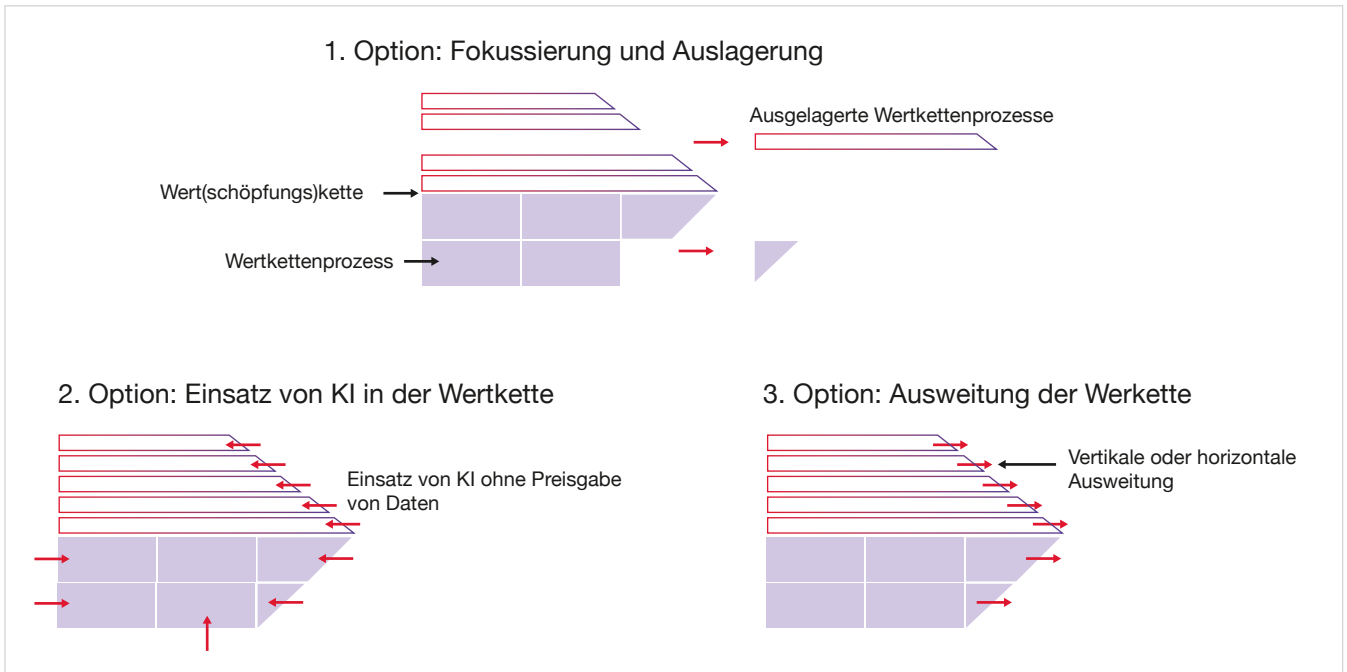 1. Option: Fokussierung und Auslagerung
Ausgelagerte Wertkettenprozesse
Wert(schöpfungs)kette
Wertkettenprozess
2. Option: Einsatz von KI in der Wertkette
Einsatz von KI ohne Preisgabe
von Daten
3. Option: Ausweitung der Werkette
Vertikale oder horizontale
Ausweitung